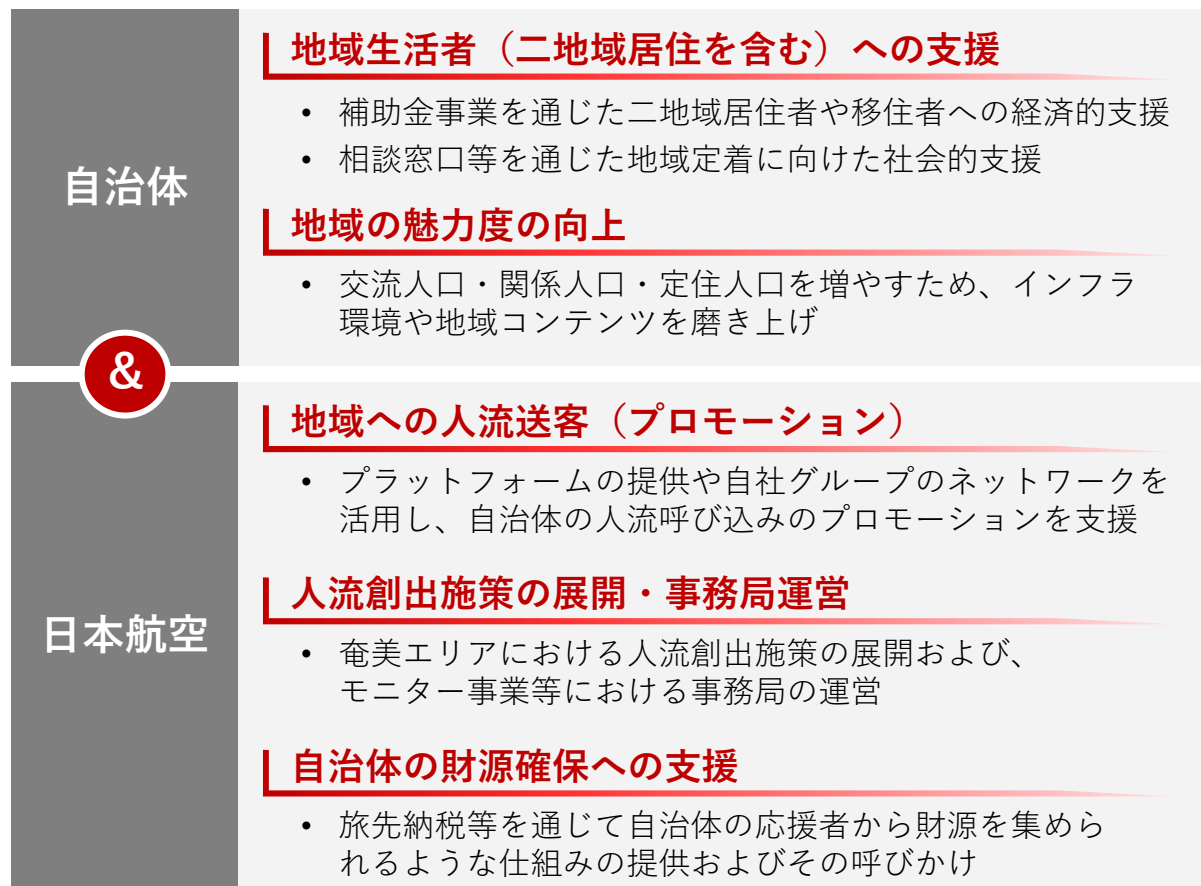 自治体
地域生活者（二地域居住を含む）への支援
• 補助金事業を通じた二地域居住者や移住者への経済的支援
• 相談窓口等を通じた地域定着に向けた社会的支援
地域の魅力度の向上
• 交流人口・関係人口・定住人口を増やすため、インフラ
環境や地域コンテンツを磨き上げ
&
日本航空
地域への人流送客（プロモーション）
• プラットフォームの提供や自社グループのネットワークを
活用し、自治体の人流呼び込みのプロモーションを支援
人流創出施策の展開・事務局運営
• 奄美エリアにおける人流創出施策の展開および、
モニター事業等における事務局の運営
自治体の財源確保への支援
• 旅先納税等を通じて自治体の応援者から財源を集めら
れるような仕組みの提供およびその呼びかけ